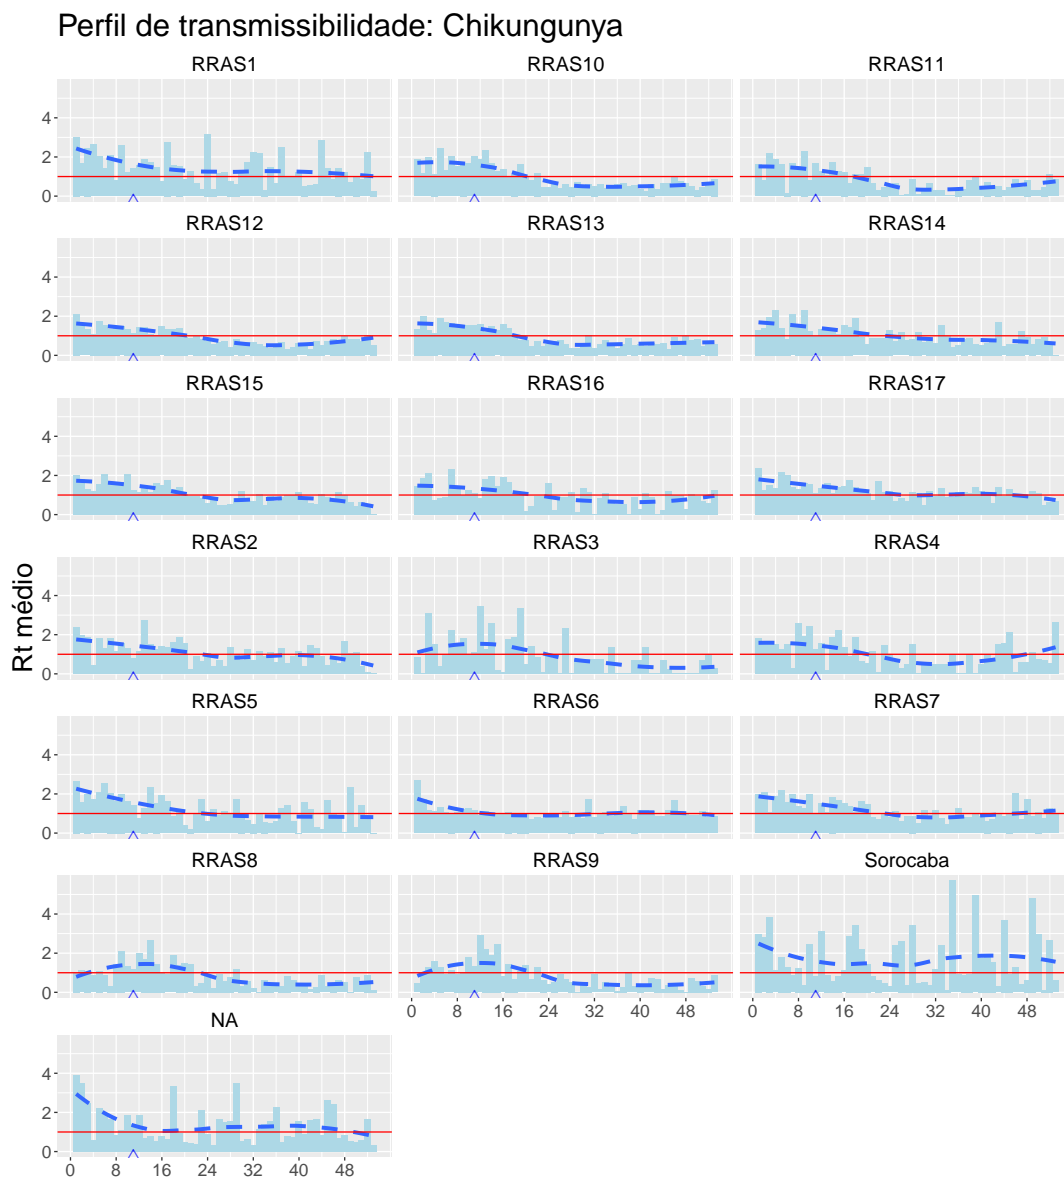 Perfil de transmissibilidade: Chikungunya
RRAS1 RRAS10 RRAS11
4
2
0
RRAS12 RRAS13 RRAS14
4
2
0
RRAS15 RRAS16 RRAS17
4
2
0
RRAS2 RRAS3 RRAS4
4
2
0
Rt médio
RRAS5 RRAS6 RRAS7
4
2
0
RRAS8 RRAS9 Sorocaba
4
2
0
0 8 16 24 32 40 48 0 8 16 24 32 40 48
NA
4
2
0
0 8 16 24 32 40 48